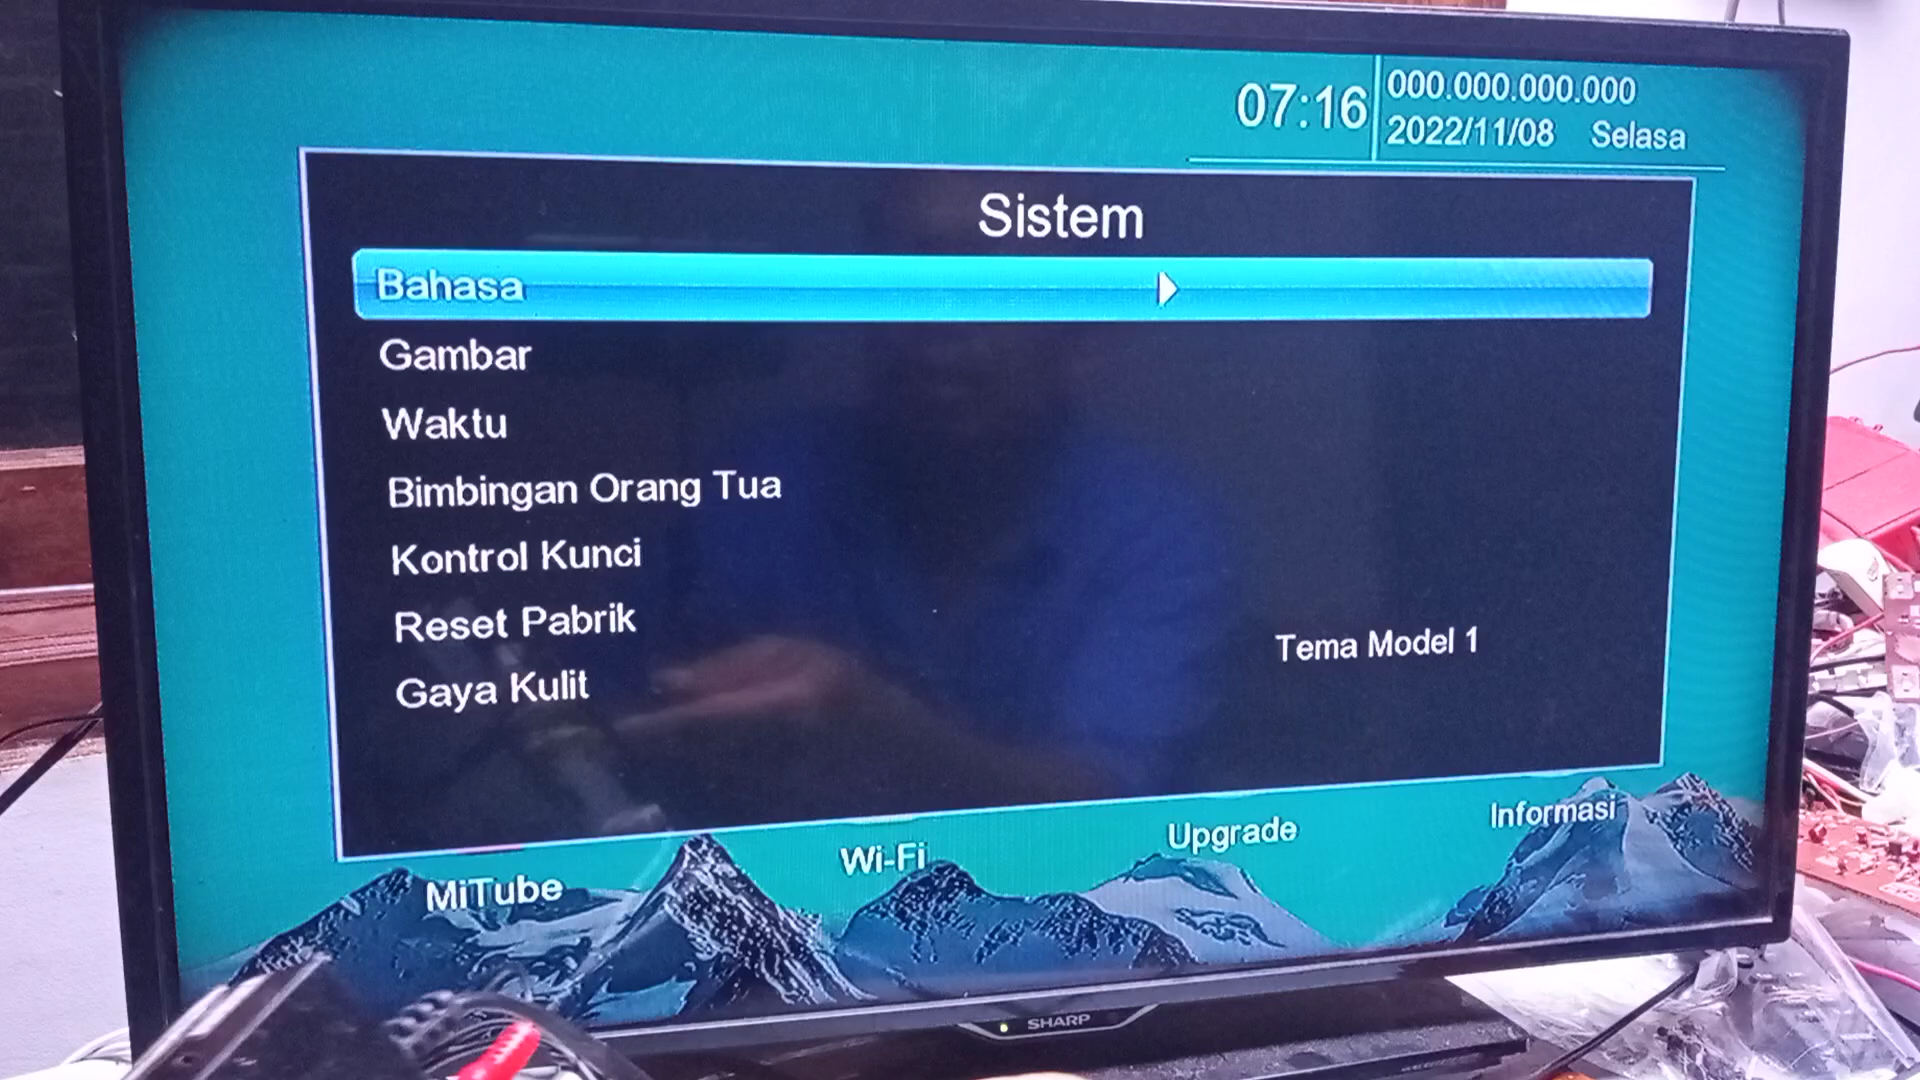 07:16
000.000.000.000
2022/11/08 Selasa
Sistem
Bahasa
Gambar
Waktu
Bimbingan Orang Tua
Kontrol Kunci
Reset Pabrik
Gaya Kulit
Tema Model 1
MiTube
Wi-Fi
Upgrade
Informasi
SHARP